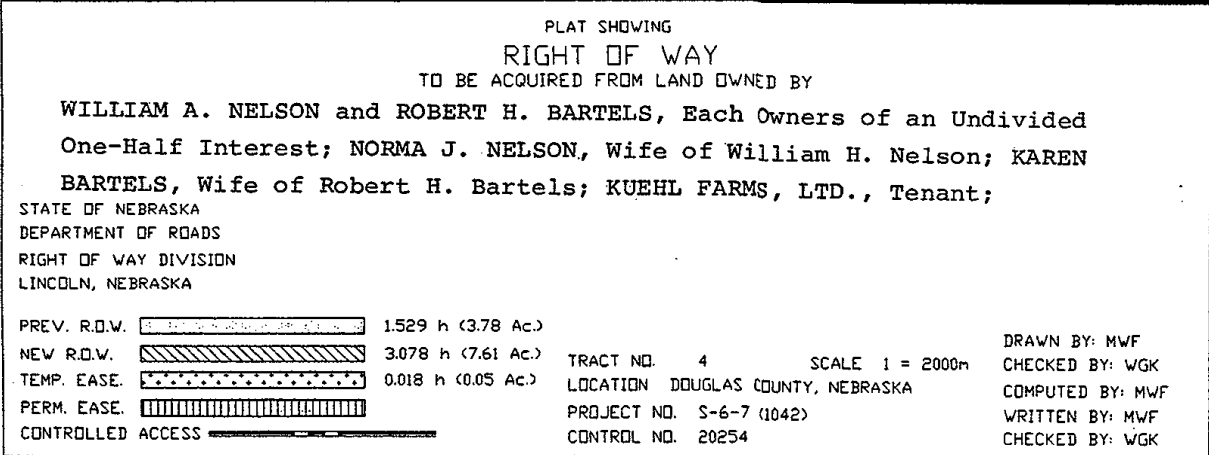 PLAT SHOWING
RIGHT OF WAY
TO BE ACQUIRED FROM LAND OWNED BY
WILLIAM A. NELSON and ROBERT H. BARTELS, Each Owners of an Undivided
One-Half Interest; NORMA J. NELSON, Wife of William H. Nelson; KAREN
BARTELS, Wife of Robert H. Bartels; KUEHL FARMS, LTD., Tenant;
STATE OF NEBRASKA
DEPARTMENT OF ROADS
RIGHT OF WAY DIVISION
LINCOLN, NEBRASKA
PREV. R.O.W. 1.529 h (3.78 Ac.)
NEW R.O.W. 3.078 h (7.61 Ac.)
TEMP. EASE. 0.018 h (0.05 Ac.)
PERM. EASE.
CONTROLLED ACCESS
TRACT NO. 4 SCALE 1 = 2000m
LOCATION DOUGLAS COUNTY, NEBRASKA
PROJECT NO. S-6-7 (1042)
CONTROL NO. 20254
DRAWN BY: MWF
CHECKED BY: WGK
COMPUTED BY: MWF
WRITTEN BY: MWF
CHECKED BY: WGK